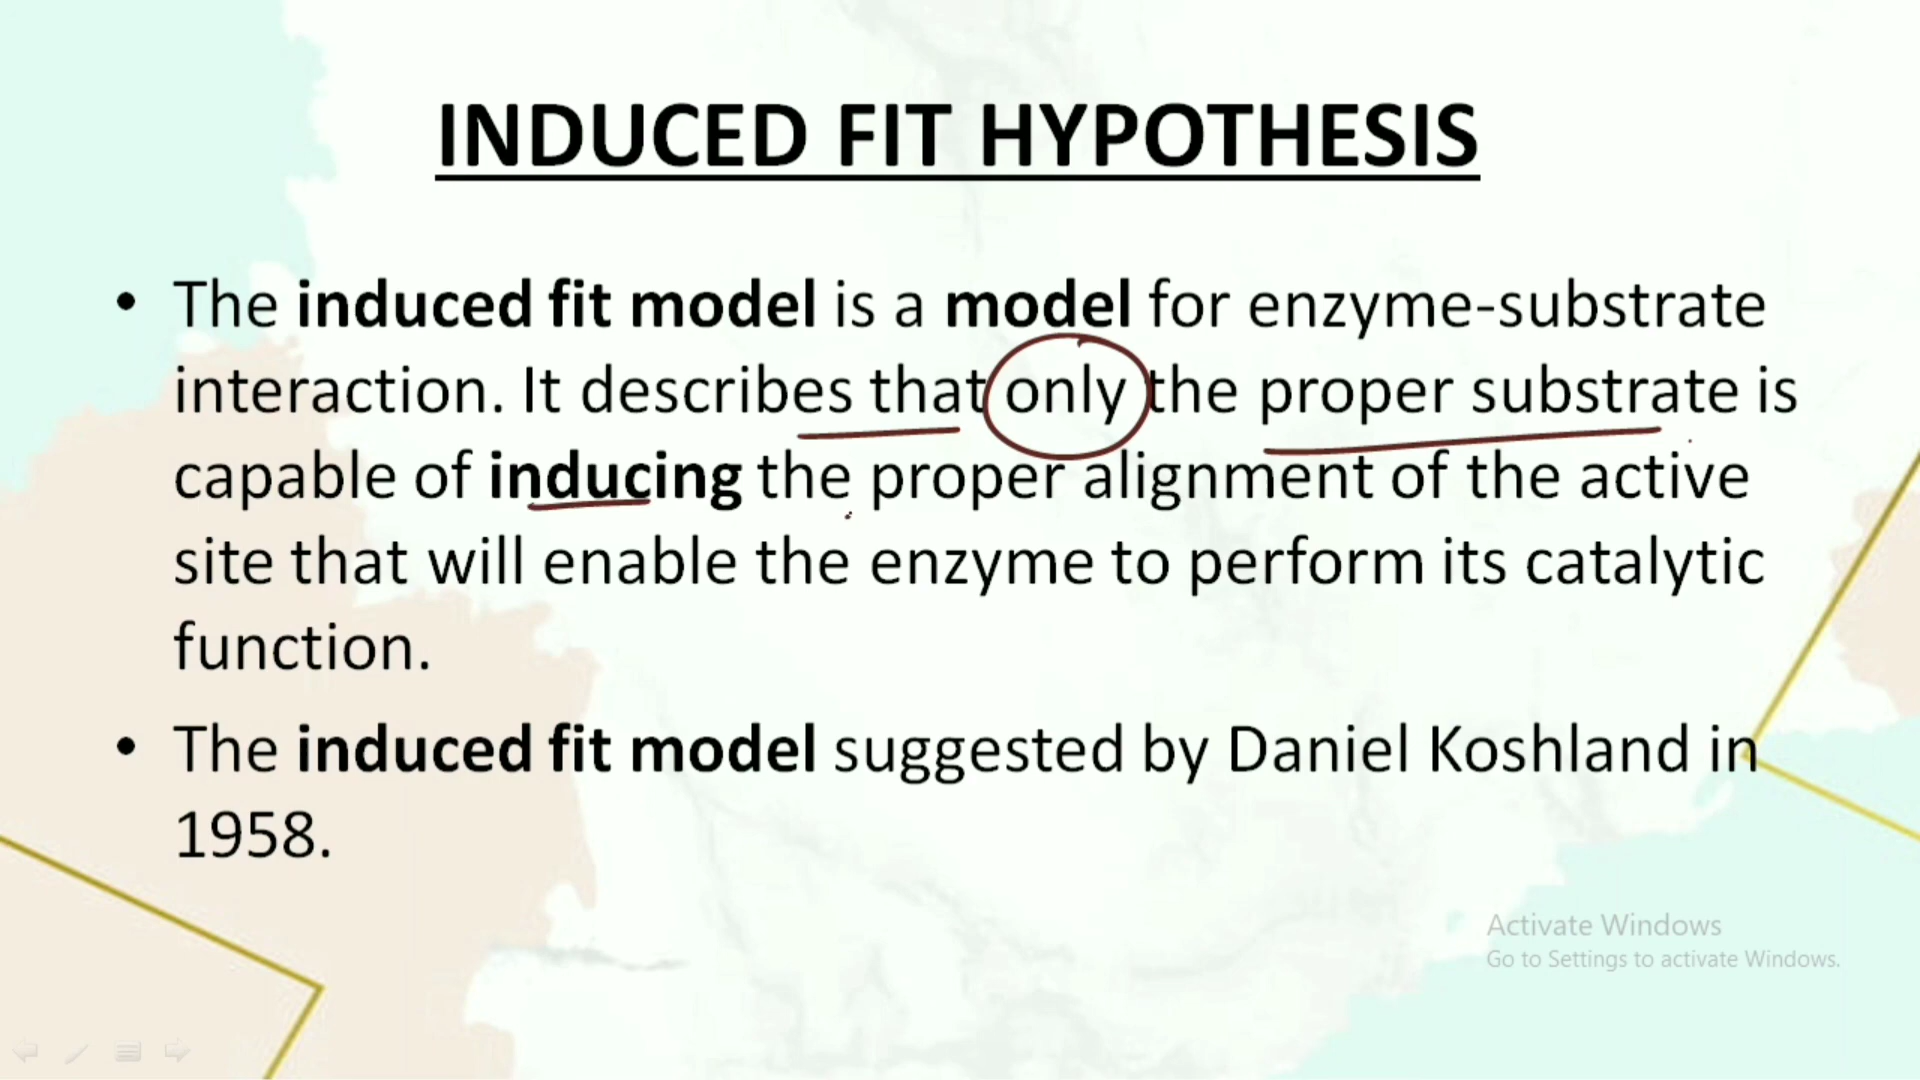 INDUCED FIT HYPOTHESIS
• The induced fit model is a model for enzyme-substrate
interaction. It describes that only the proper substrate is
capable of inducing the proper alignment of the active
site that will enable the enzyme to perform its catalytic
function.
• The induced fit model suggested by Daniel Koshland in
1958.
Activate Windows
Go to Settings to activate Windows.